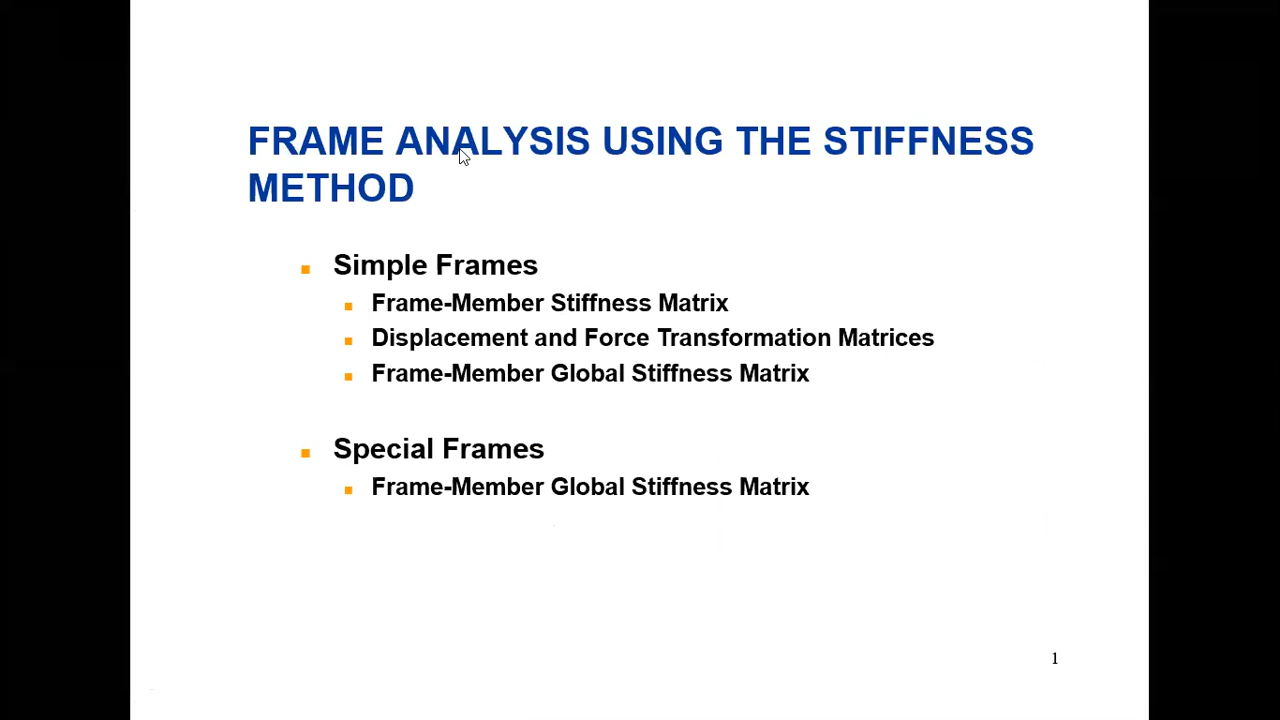 FRAME ANALYSIS USING THE STIFFNESS
METHOD
Simple Frames
Frame-Member Stiffness Matrix
Displacement and Force Transformation Matrices
Frame-Member Global Stiffness Matrix
Special Frames
Frame-Member Global Stiffness Matrix
1